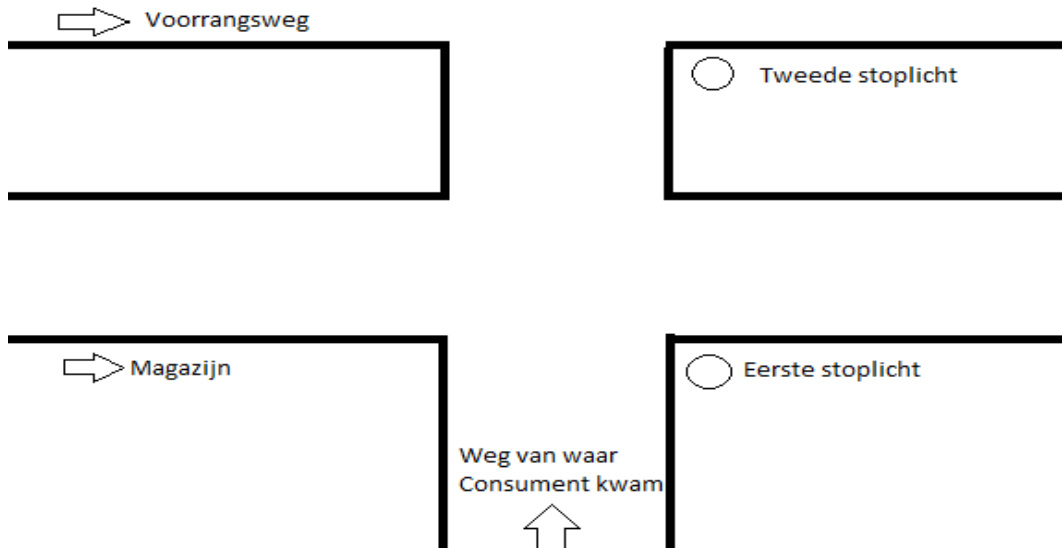 Voorrangsweg
Tweede stoplicht
Magazijn
Eerste stoplicht
Weg van waar
Consument kwam